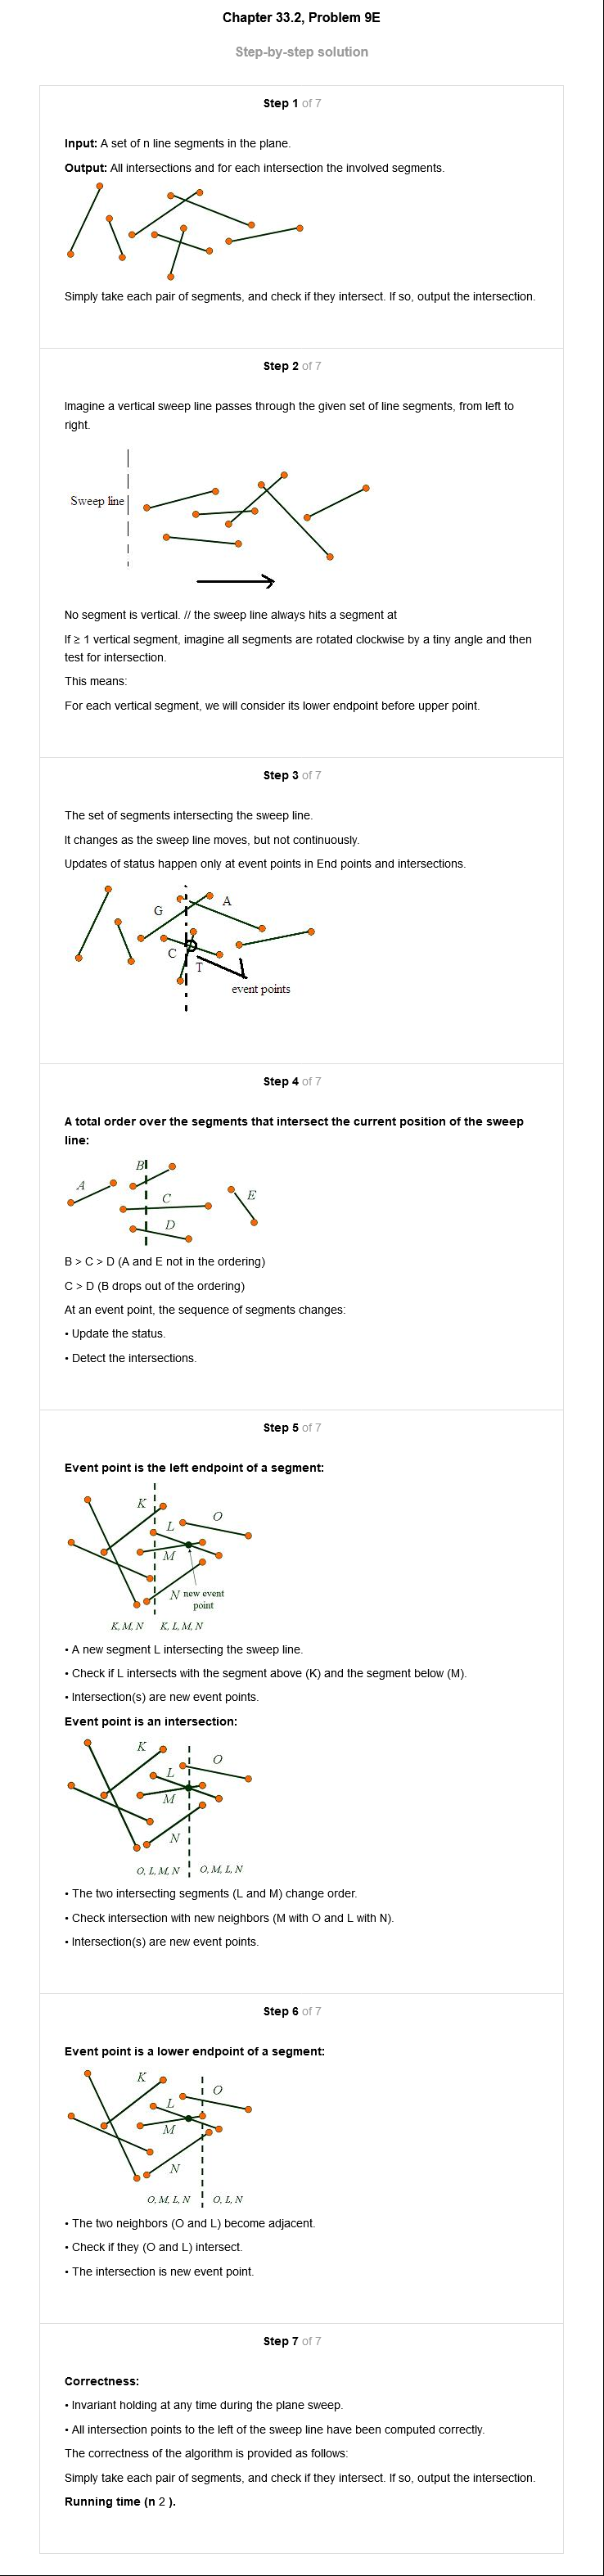 Chapter 33.2, Problem 9E
Step-by-step solution
Step 1 of 7
Input: A set of n line segments in the plane.
Output: All intersections and for each intersection the involved segments.
Simply take each pair of segments, and check if they intersect. If so, output the intersection.
Step 2 of 7
Imagine a vertical sweep line passes through the given set of line segments, from left to
right.
Sweep line
No segment is vertical. // the sweep line always hits a segment at
If ≥ 1 vertical segment, imagine all segments are rotated clockwise by a tiny angle and then
test for intersection.
This means:
For each vertical segment, we will consider its lower endpoint before upper point.
Step 3 of 7
The set of segments intersecting the sweep line.
It changes as the sweep line moves, but not continuously.
Updates of status happen only at event points in End points and intersections.
G
A
C
T
event points
Step 4 of 7
A total order over the segments that intersect the current position of the sweep
line:
B
A
C
E
D
B > C > D (A and E not in the ordering)
C > D (B drops out of the ordering)
At an event point, the sequence of segments changes:
• Update the status.
• Detect the intersections.
Step 5 of 7
Event point is the left endpoint of a segment:
K
O
L
M
N new event
point
K, M, N K, L, M, N
• A new segment L intersecting the sweep line.
• Check if L intersects with the segment above (K) and the segment below (M).
• Intersection(s) are new event points.
Event point is an intersection:
K
O
L
M
N
O, L, M, N O, M, L, N
• The two intersecting segments (L and M) change order.
• Check intersection with new neighbors (M with O and L with N).
• Intersection(s) are new event points.
Step 6 of 7
Event point is a lower endpoint of a segment:
K
O
L
M
N
O, M, L, N O, L, N
• The two neighbors (O and L) become adjacent.
• Check if they (O and L) intersect.
• The intersection is new event point.
Step 7 of 7
Correctness:
• Invariant holding at any time during the plane sweep.
• All intersection points to the left of the sweep line have been computed correctly.
The correctness of the algorithm is provided as follows:
Simply take each pair of segments, and check if they intersect. If so, output the intersection.
Running time (n 2 ).